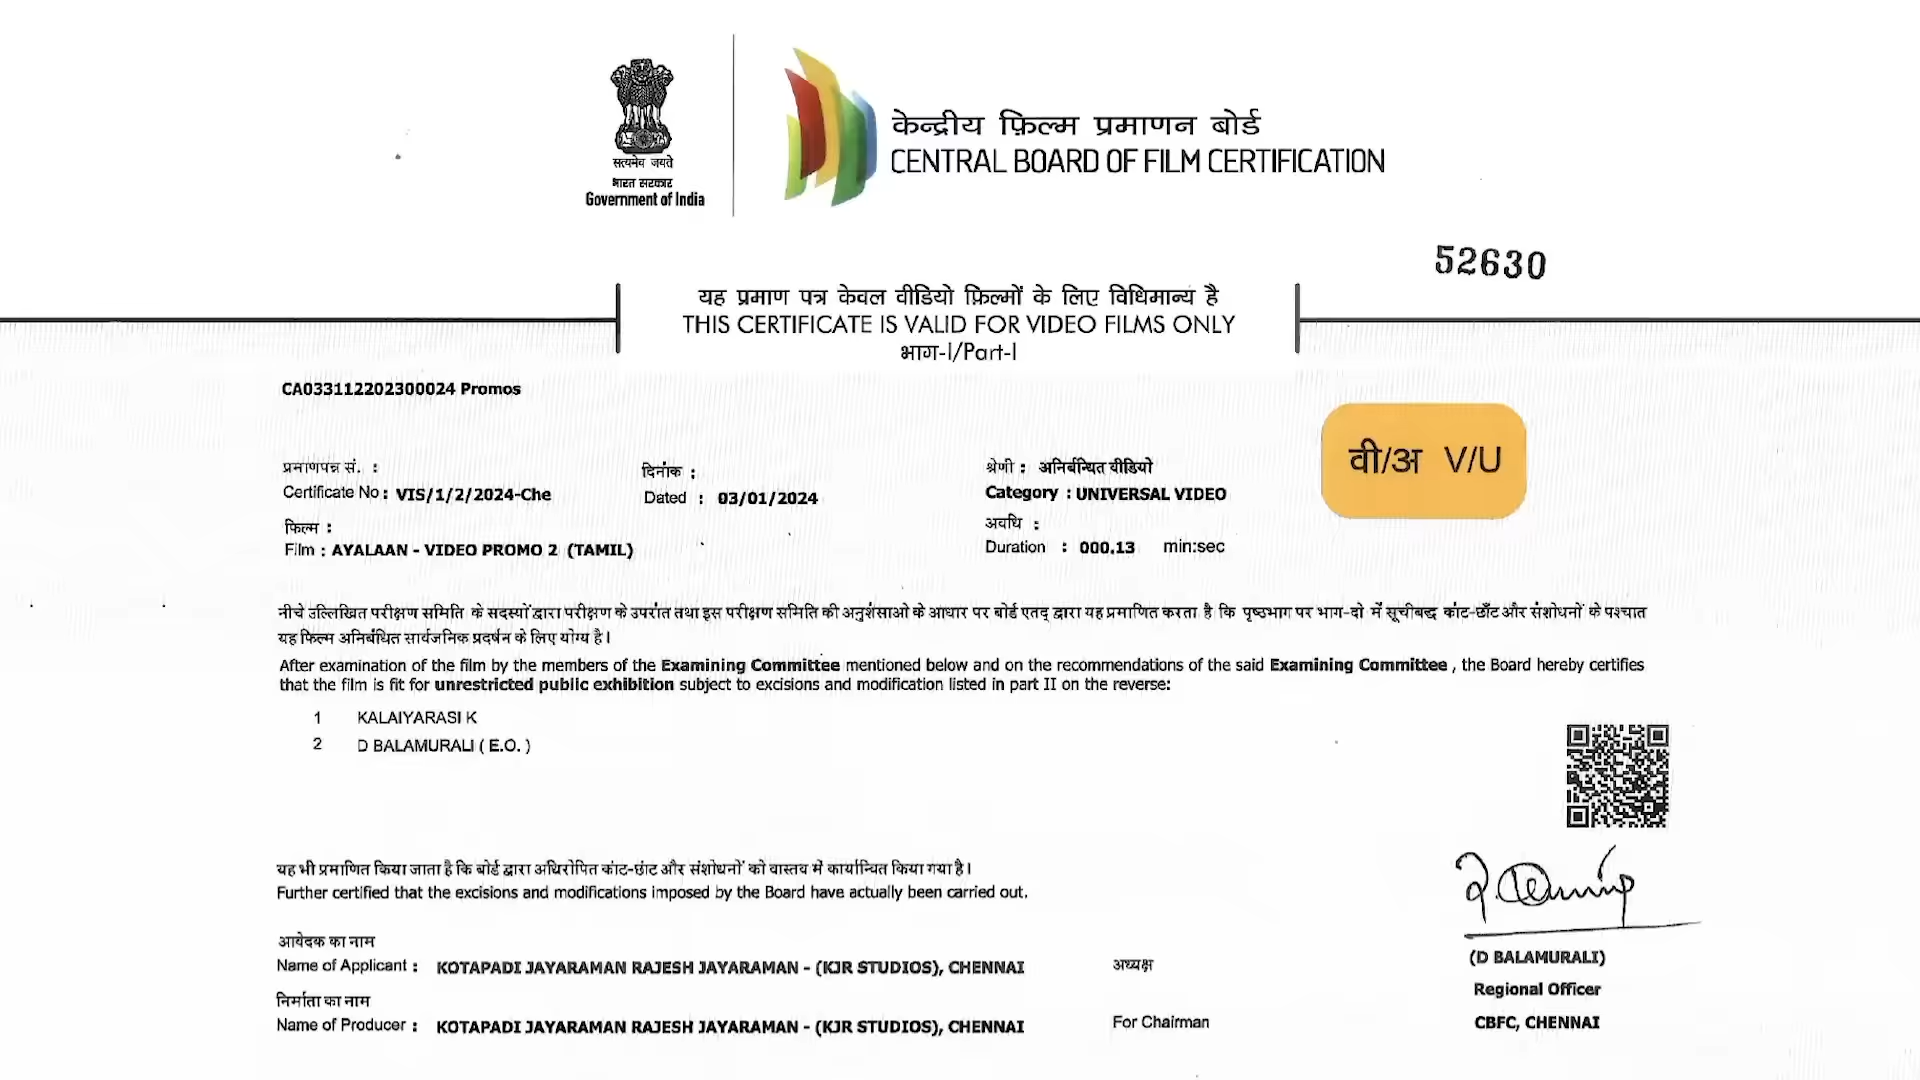 सत्यमेव जयते
भारत सरकार
Government of India
केन्द्रीय फ़िल्म प्रमाणन बोर्ड
CENTRAL BOARD OF FILM CERTIFICATION
52630
यह प्रमाण पत्र केवल वीडियो फ़िल्मों के लिए विधिमान्य है
THIS CERTIFICATE IS VALID FOR VIDEO FILMS ONLY
भाग-I/Part-I
CA033112202300024 Promos
वी/अ V/U
प्रमाणपत्र सं. :
दिनांक :
श्रेणी : अनिर्बन्धित वीडियो
Certificate No : VIS/1/2/2024-Che
Dated : 03/01/2024
Category : UNIVERSAL VIDEO
फिल्म :
अवधि :
Film : AYALAAN - VIDEO PROMO 2 (TAMIL)
Duration : 000.13 min:sec
नीचे उल्लिखित परीक्षण समिति के सदस्यों द्वारा परीक्षण के उपरांत तथा इस परीक्षण समिति की अनुशंसाओ के आधार पर बोर्ड एतद् द्वारा यह प्रमाणित करता है कि पृष्ठभाग पर भाग-दो में सूचीबद्ध कांट-छाँट और संशोधनों के पश्चात
यह फिल्म अनिर्बंधित सार्वजनिक प्रदर्षन के लिए योग्य है।
After examination of the film by the members of the Examining Committee mentioned below and on the recommendations of the said Examining Committee , the Board hereby certifies
that the film is fit for unrestricted public exhibition subject to excisions and modification listed in part II on the reverse:
1 KALAIYARASI K
2 D BALAMURALI ( E.O. )
यह भी प्रमाणित किया जाता है कि बोर्ड द्वारा अधिरोपित कांट-छांट और संशोधनों को वास्तव में कार्यान्वित किया गया है।
Further certified that the excisions and modifications imposed by the Board have actually been carried out.
आवेदक का नाम
Name of Applicant : KOTAPADI JAYARAMAN RAJESH JAYARAMAN - (KJR STUDIOS), CHENNAI
निर्माता का नाम
Name of Producer : KOTAPADI JAYARAMAN RAJESH JAYARAMAN - (KJR STUDIOS), CHENNAI
अध्यक्ष
For Chairman
(D BALAMURALI)
Regional Officer
CBFC, CHENNAI